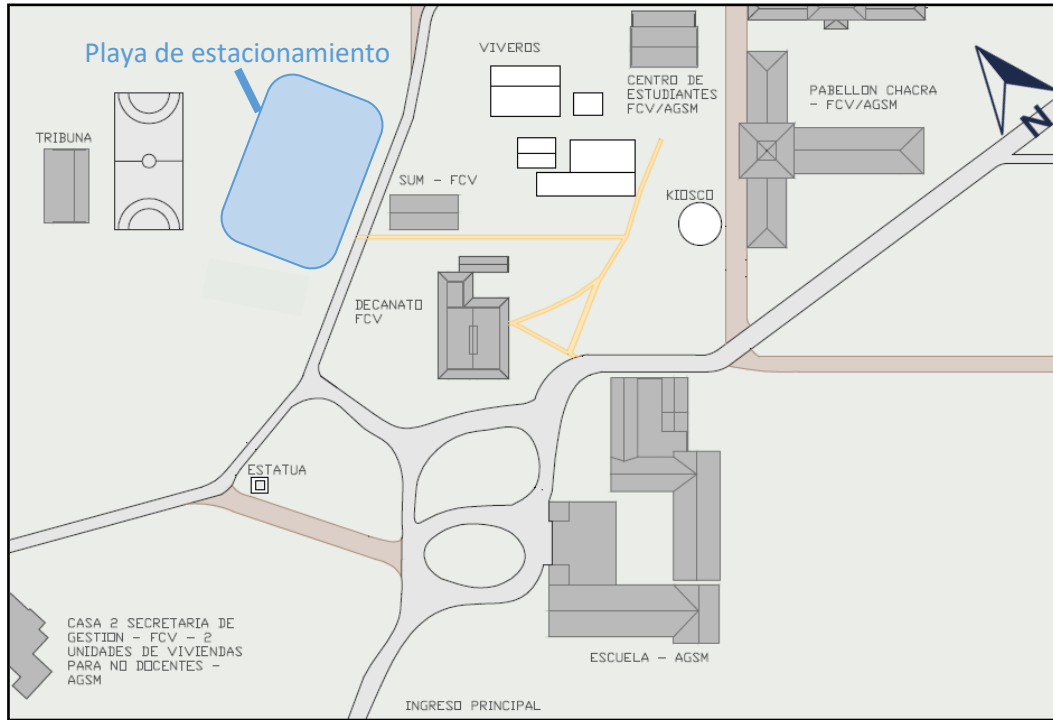 Playa de estacionamiento
VIVEROS
CENTRO DE
ESTUDIANTES
FCV/AGSM
PABELLON CHACRA
- FCV/AGSM
N
TRIBUNA
SUM - FCV
KIOSCO
DECANATO
FCV
ESTATUA
CASA 2 SECRETARIA DE
GESTION - FCV - 2
UNIDADES DE VIVIENDAS
PARA NO DOCENTES -
AGSM
ESCUELA - AGSM
INGRESO PRINCIPAL